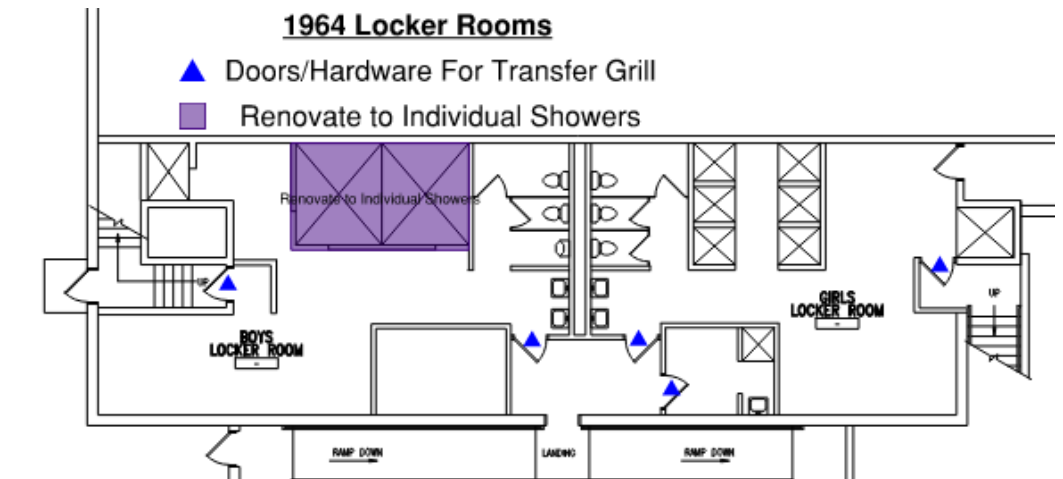 1964 Locker Rooms
Doors/Hardware For Transfer Grill
Renovate to Individual Showers
Renovate to Individual Showers
UP
UP
GIRLS
LOCKER ROOM
BOYS
LOCKER ROOM
RAMP DOWN
LANDING
RAMP DOWN